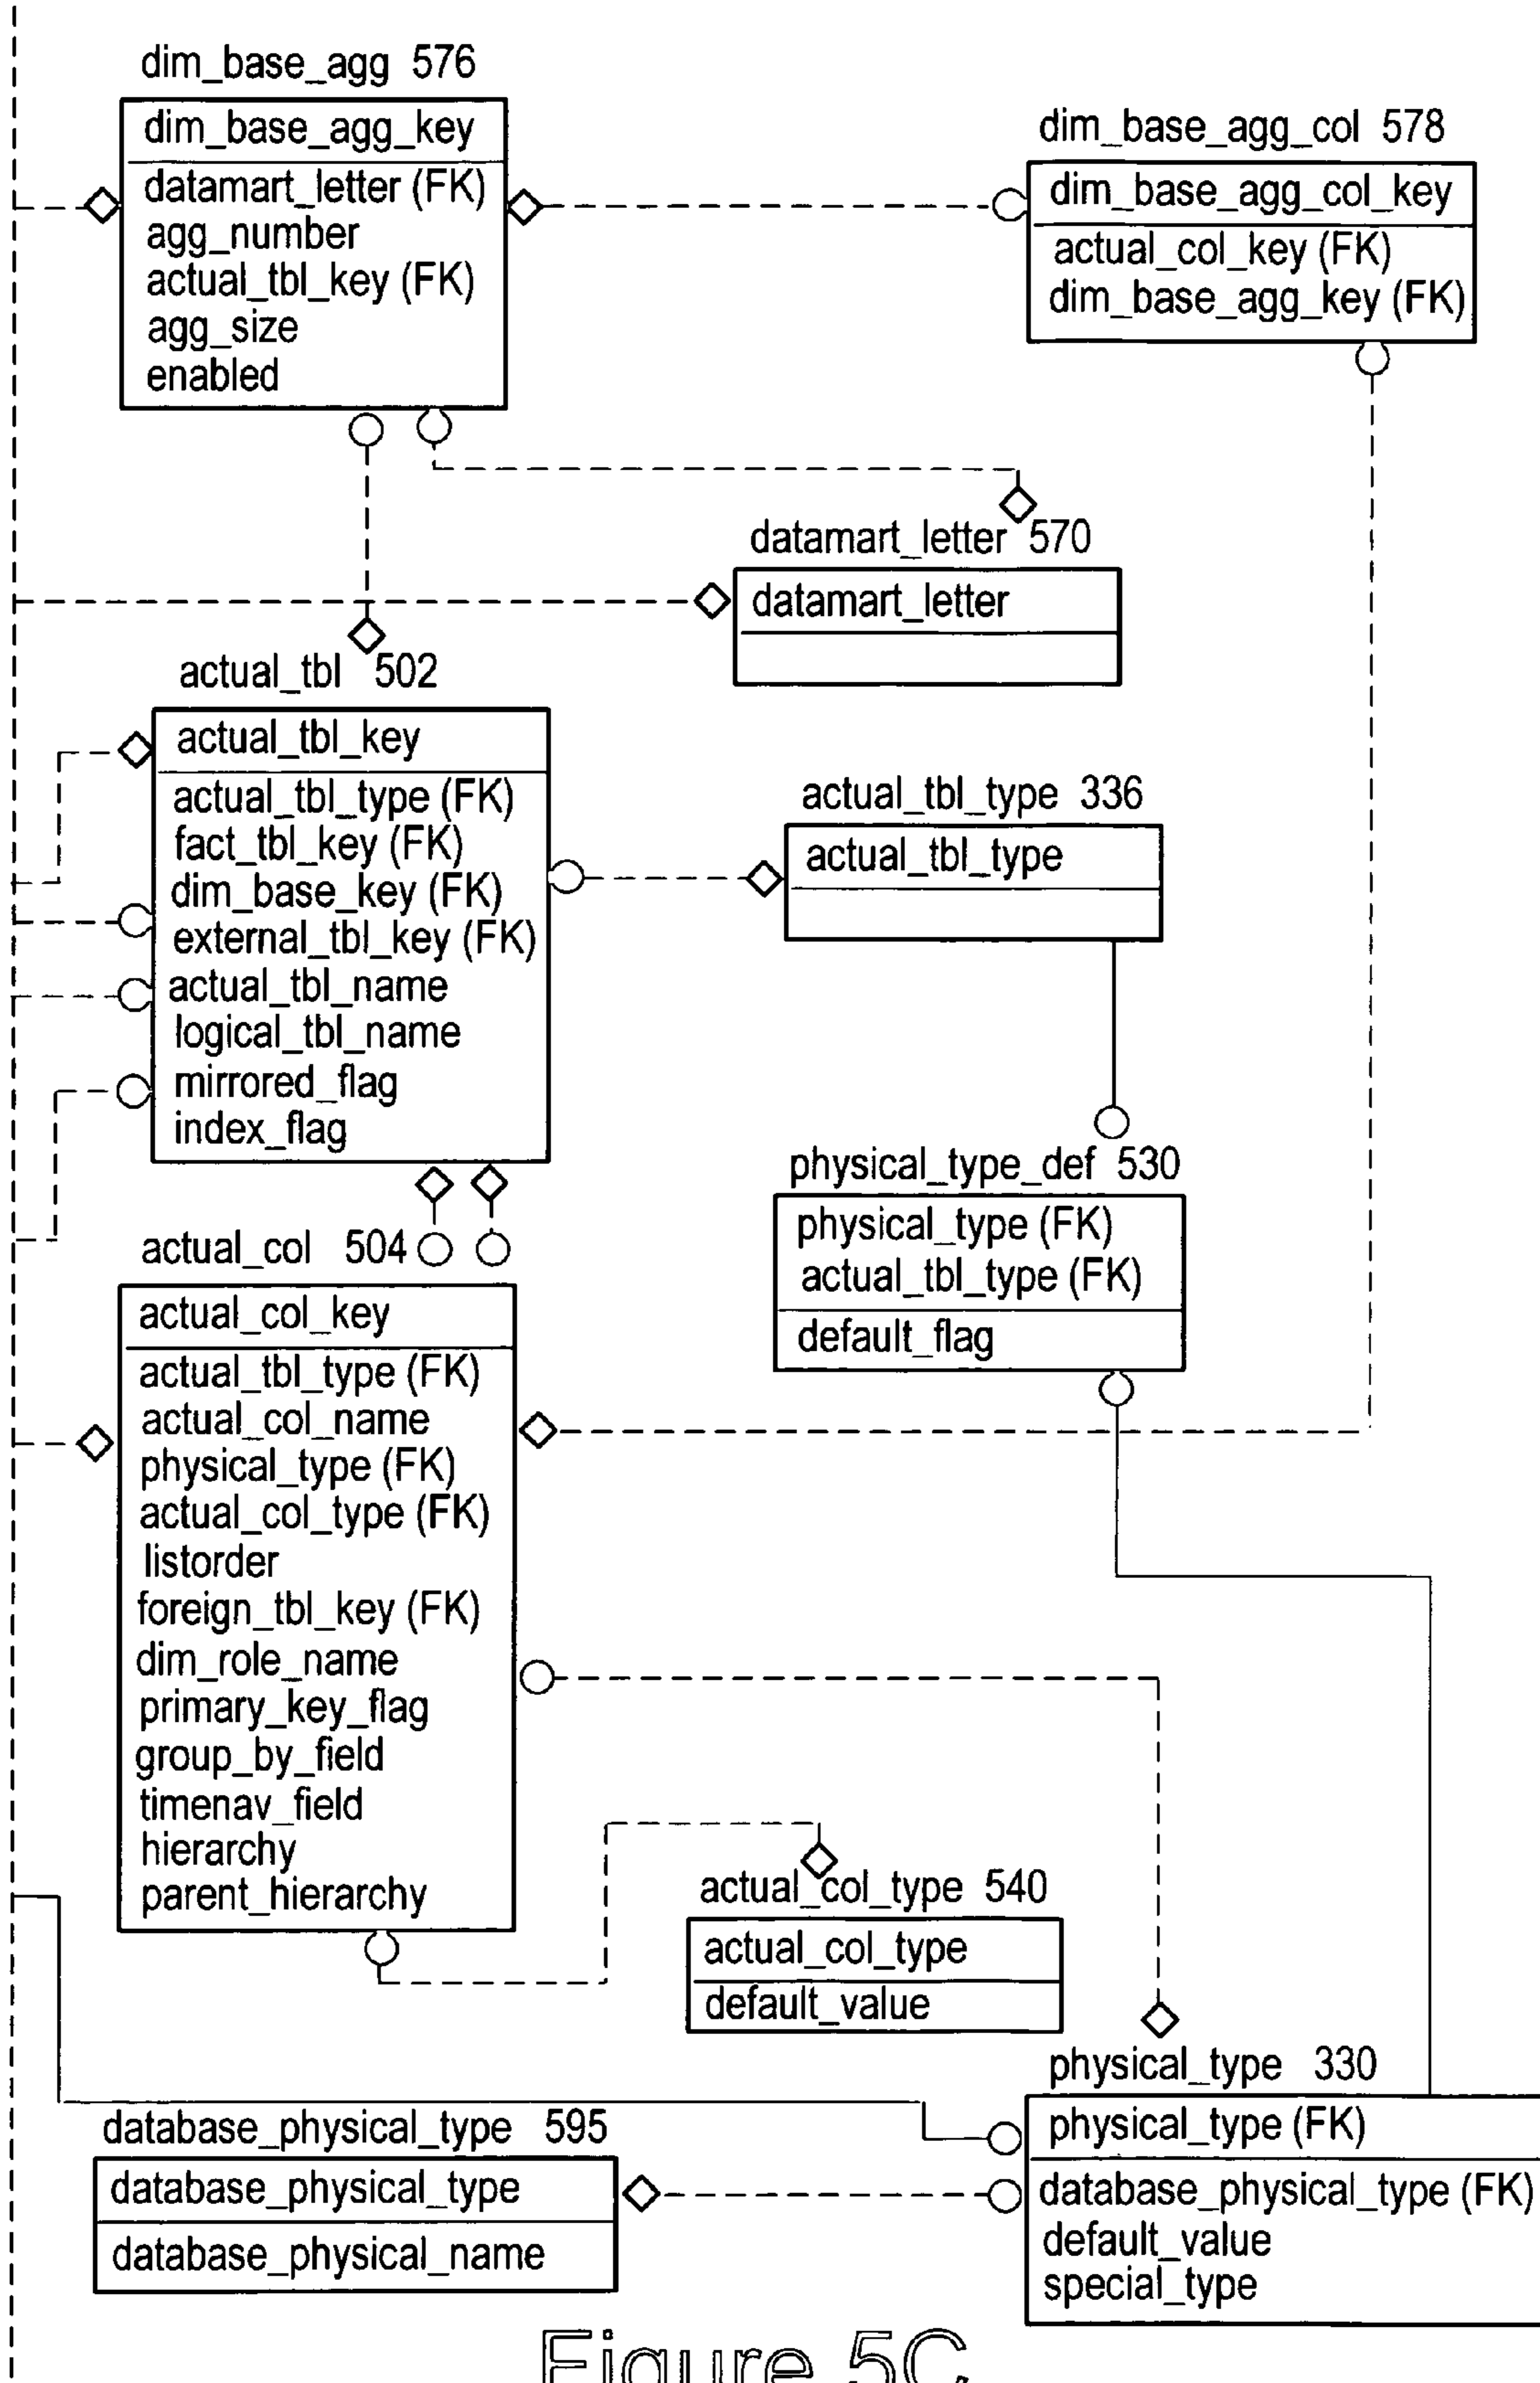 dim_base_agg 576
dim_base_agg_key
datamart_letter (FK)
agg_number
actual_tbl_key (FK)
agg_size
enabled
dim_base_agg_col 578
dim_base_agg_col_key
actual_col_key (FK)
dim_base_agg_key (FK)
datamart_letter 570
datamart_letter
actual_tbl 502
actual_tbl_key
actual_tbl_type (FK)
fact_tbl_key (FK)
dim_base_key (FK)
external_tbl_key (FK)
actual_tbl_name
logical_tbl_name
mirrored_flag
index_flag
actual_tbl_type 336
actual_tbl_type
physical_type_def 530
physical_type (FK)
actual_tbl_type (FK)
default_flag
actual_col 504
actual_col_key
actual_tbl_type (FK)
actual_col_name
physical_type (FK)
actual_col_type (FK)
listorder
foreign_tbl_key (FK)
dim_role_name
primary_key_flag
group_by_field
timenav_field
hierarchy
parent_hierarchy
actual_col_type 540
actual_col_type
default_value
physical_type 330
physical_type (FK)
database_physical_type (FK)
default_value
special_type
database_physical_type 595
database_physical_type
database_physical_name
Figure 5C